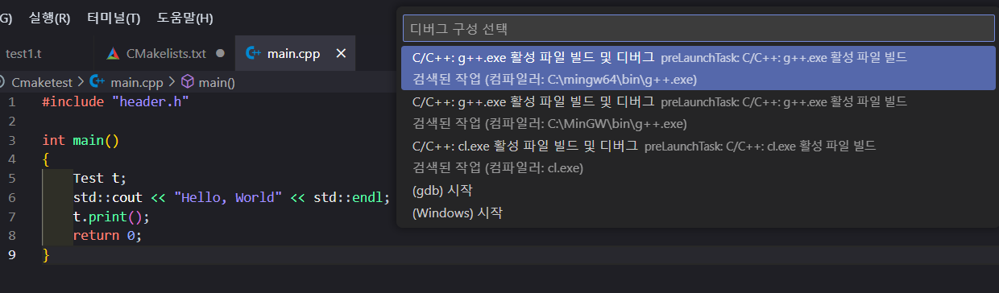 G) 실행(R) 터미널(T) 도움말(H)
디버그 구성 선택
test1.t CMakelists.txt main.cpp
C/C++: g++.exe 활성 파일 빌드 및 디버그 preLaunchTask: C/C++: g++.exe 활성 파일 빌드
검색된 작업 (컴파일러: C:\mingw64\bin\g++.exe)
C/C++: g++.exe 활성 파일 빌드 및 디버그 preLaunchTask: C/C++: g++.exe 활성 파일 빌드
검색된 작업 (컴파일러: C:\MinGW\bin\g++.exe)
C/C++: cl.exe 활성 파일 빌드 및 디버그 preLaunchTask: C/C++: cl.exe 활성 파일 빌드
검색된 작업 (컴파일러: cl.exe)
(gdb) 시작
(Windows) 시작
Cmaketest > main.cpp > main()
1 #include "header.h"
2
3 int main()
4 {
5 Test t;
6 std::cout << "Hello, World" << std::endl;
7 t.print();
8 return 0;
9 }